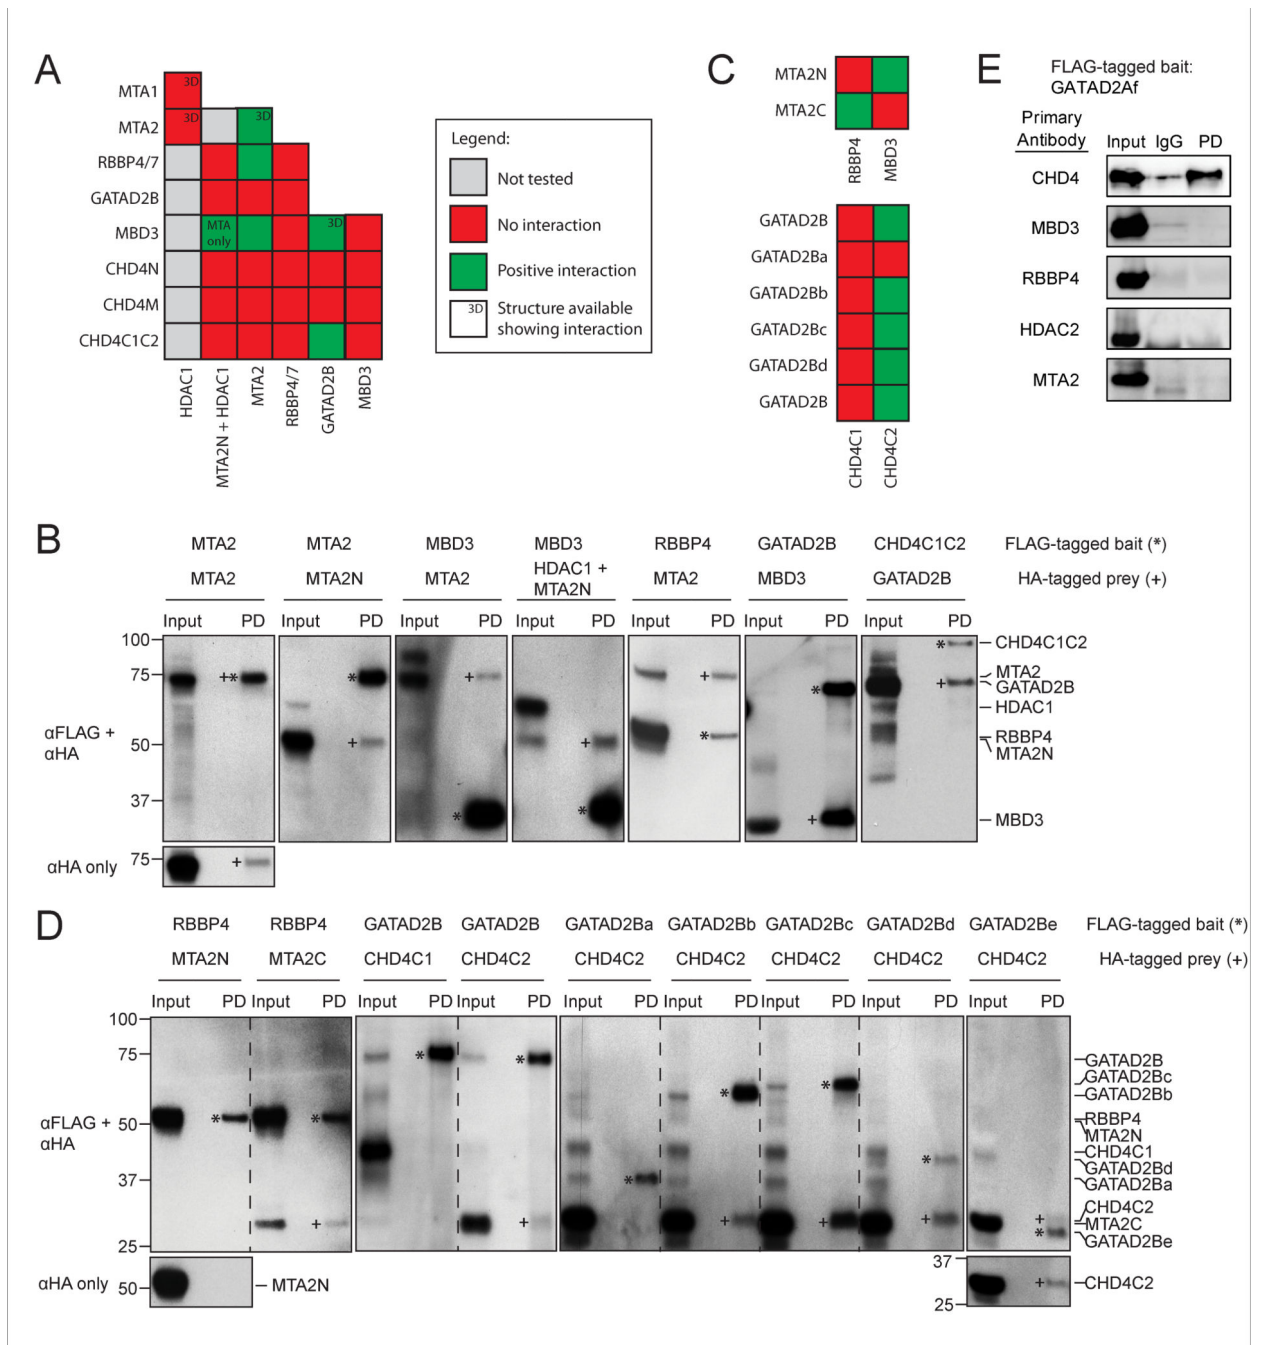 A
3D
MTA1
3D
3D
MTA2
RBBP4/7
GATAD2B
MTA only
3D
MBD3
CHD4N
CHD4M
CHD4C1C2
HDAC1
MTA2N + HDAC1
MTA2
RBBP4/7
GATAD2B
MBD3
Legend:
Not tested
No interaction
Positive interaction
3D
Structure available
showing interaction
C
MTA2N
MTA2C
RBBP4
MBD3
GATAD2B
GATAD2Ba
GATAD2Bb
GATAD2Bc
GATAD2Bd
GATAD2B
CHD4C1
CHD4C2
E
FLAG-tagged bait:
GATAD2Af
Primary
Antibody
Input IgG PD
CHD4
MBD3
RBBP4
HDAC2
MTA2
B
MTA2 MTA2 MBD3 MBD3 RBBP4 GATAD2B CHD4C1C2 FLAG-tagged bait (*)
MTA2 MTA2N MTA2 HDAC1 + MTA2N MTA2 MBD3 GATAD2B HA-tagged prey (+)
Input PD Input PD Input PD Input PD Input PD Input PD Input PD
100
75
50
37
αFLAG +
αHA
+* * + + * + * + * * + * +
CHD4C1C2
MTA2
GATAD2B
HDAC1
RBBP4
MTA2N
MBD3
αHA only
75
+
D
RBBP4 RBBP4 GATAD2B GATAD2B GATAD2Ba GATAD2Bb GATAD2Bc GATAD2Bd GATAD2Be FLAG-tagged bait (*)
MTA2N MTA2C CHD4C1 CHD4C2 CHD4C2 CHD4C2 CHD4C2 CHD4C2 CHD4C2 HA-tagged prey (+)
Input PD Input PD Input PD Input PD Input PD Input PD Input PD Input PD Input PD
100
75
50
37
25
αFLAG +
αHA
* * + * * + * * + * + * + + *
GATAD2B
GATAD2Bc
GATAD2Bb
RBBP4
MTA2N
CHD4C1
GATAD2Bd
GATAD2Ba
CHD4C2
MTA2C
GATAD2Be
αHA only
50
MTA2N
37
25
+
CHD4C2